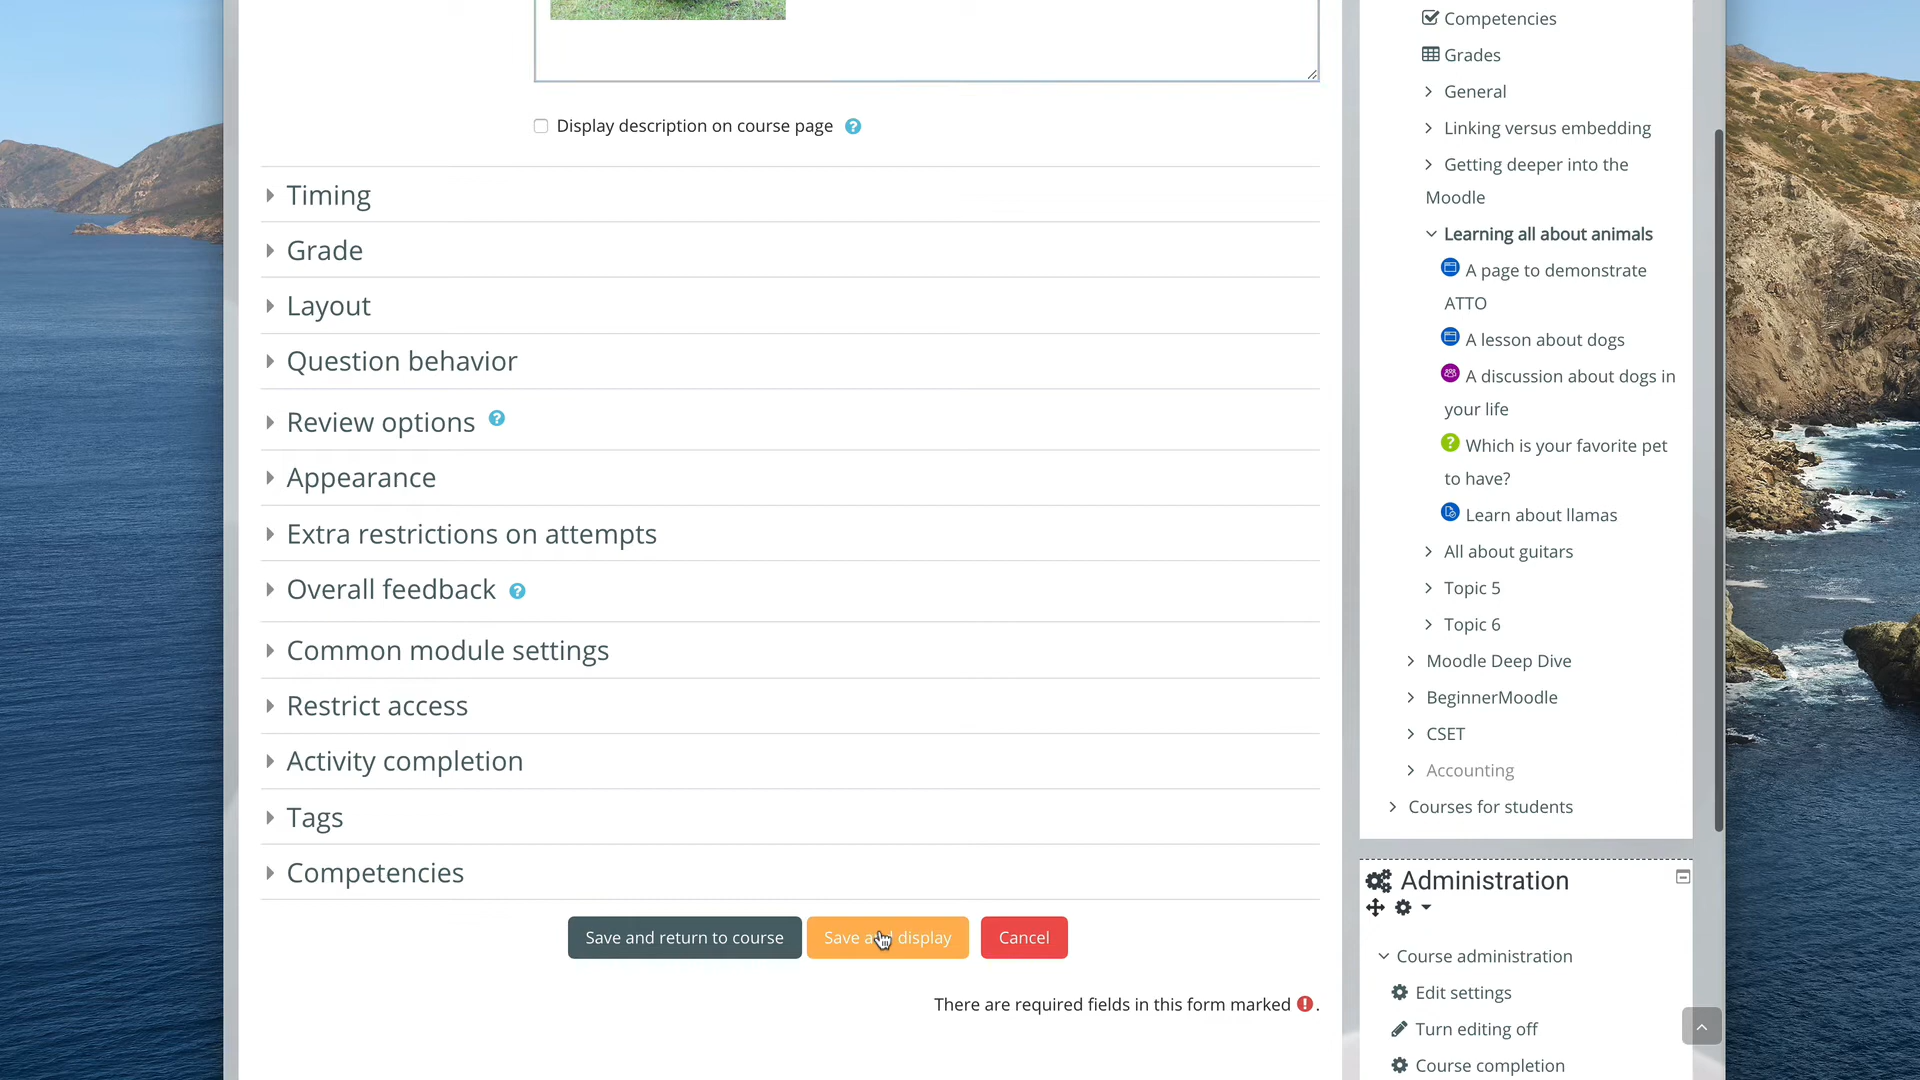 Display description on course page
Timing
Grade
Layout
Question behavior
Review options
Appearance
Extra restrictions on attempts
Overall feedback
Common module settings
Restrict access
Activity completion
Tags
Competencies
Save and return to course
Save and display
Cancel
There are required fields in this form marked .
Competencies
Grades
General
Linking versus embedding
Getting deeper into the
Moodle
Learning all about animals
A page to demonstrate
ATTO
A lesson about dogs
A discussion about dogs in
your life
Which is your favorite pet
to have?
Learn about llamas
All about guitars
Topic 5
Topic 6
Moodle Deep Dive
BeginnerMoodle
CSET
Accounting
Courses for students
Administration
Course administration
Edit settings
Turn editing off
Course completion